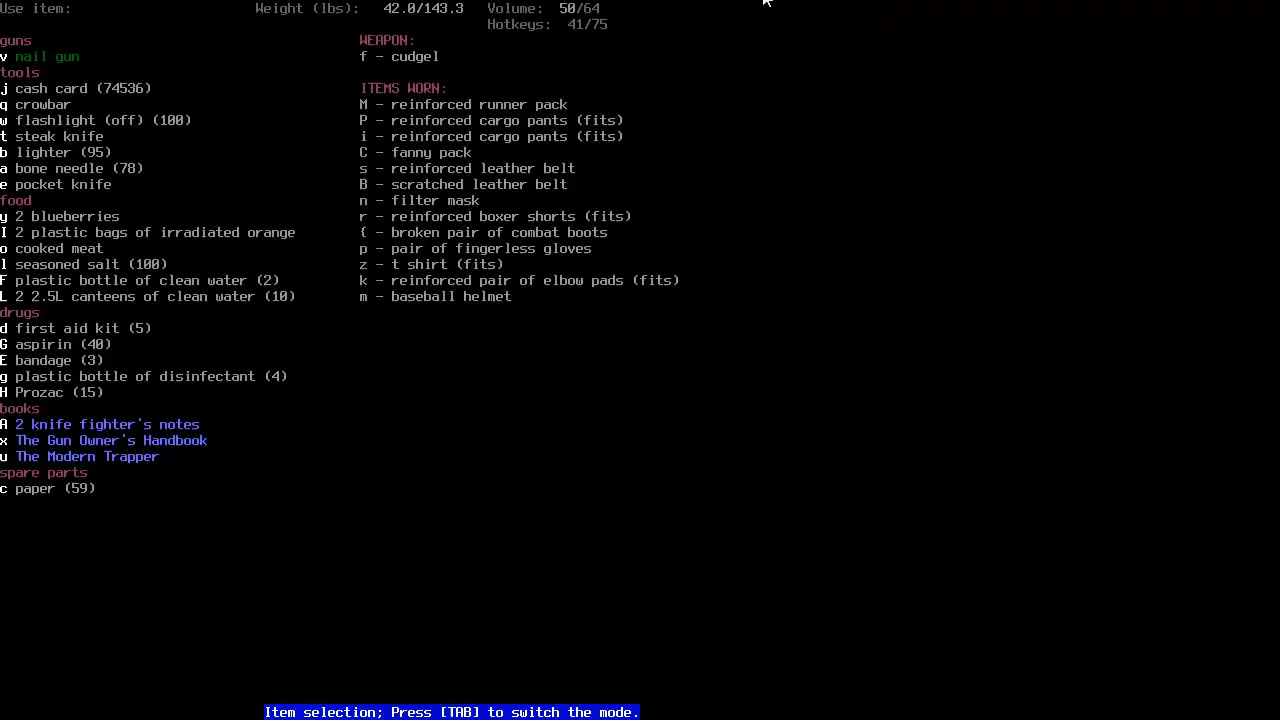 Use item: Weight (lbs): 42.0/143.3 Volume: 50/64
Hotkeys: 41/75
guns
v nail gun
tools
j cash card (74536)
q crowbar
w flashlight (off) (100)
t steak knife
b lighter (95)
a bone needle (78)
e pocket knife
food
y 2 blueberries
I 2 plastic bags of irradiated orange
o cooked meat
l seasoned salt (100)
F plastic bottle of clean water (2)
L 2 2.5L canteens of clean water (10)
drugs
d first aid kit (5)
G aspirin (40)
E bandage (3)
g plastic bottle of disinfectant (4)
H Prozac (15)
books
A 2 knife fighter's notes
x The Gun Owner's Handbook
u The Modern Trapper
spare parts
c paper (59)
WEAPON:
f - cudgel
ITEMS WORN:
M - reinforced runner pack
P - reinforced cargo pants (fits)
i - reinforced cargo pants (fits)
C - fanny pack
s - reinforced leather belt
B - scratched leather belt
n - filter mask
r - reinforced boxer shorts (fits)
{ - broken pair of combat boots
p - pair of fingerless gloves
z - t shirt (fits)
k - reinforced pair of elbow pads (fits)
m - baseball helmet
Item selection; Press [TAB] to switch the mode.